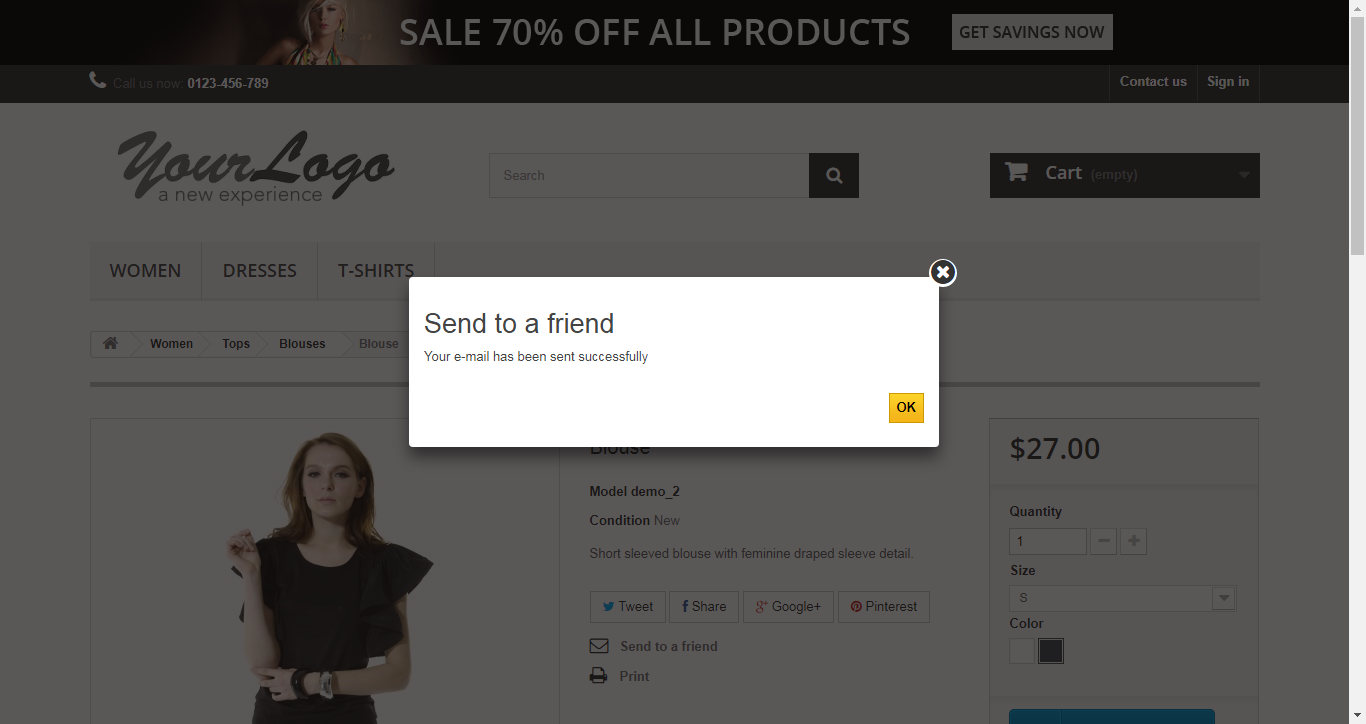 SALE 70% OFF ALL PRODUCTS GET SAVINGS NOW
Call us now: 0123-456-789
Contact us Sign in
YourLogo
a new experience
Search
Cart (empty)
WOMEN DRESSES T-SHIRTS
Send to a friend
Women Tops Blouses Blouse
Your e-mail has been sent successfully
OK
Blouse
$27.00
Model demo_2
Condition New
Quantity
1
Short sleeved blouse with feminine draped sleeve detail.
Size
S
Tweet Share Google+ Pinterest
Color
Send to a friend
Print